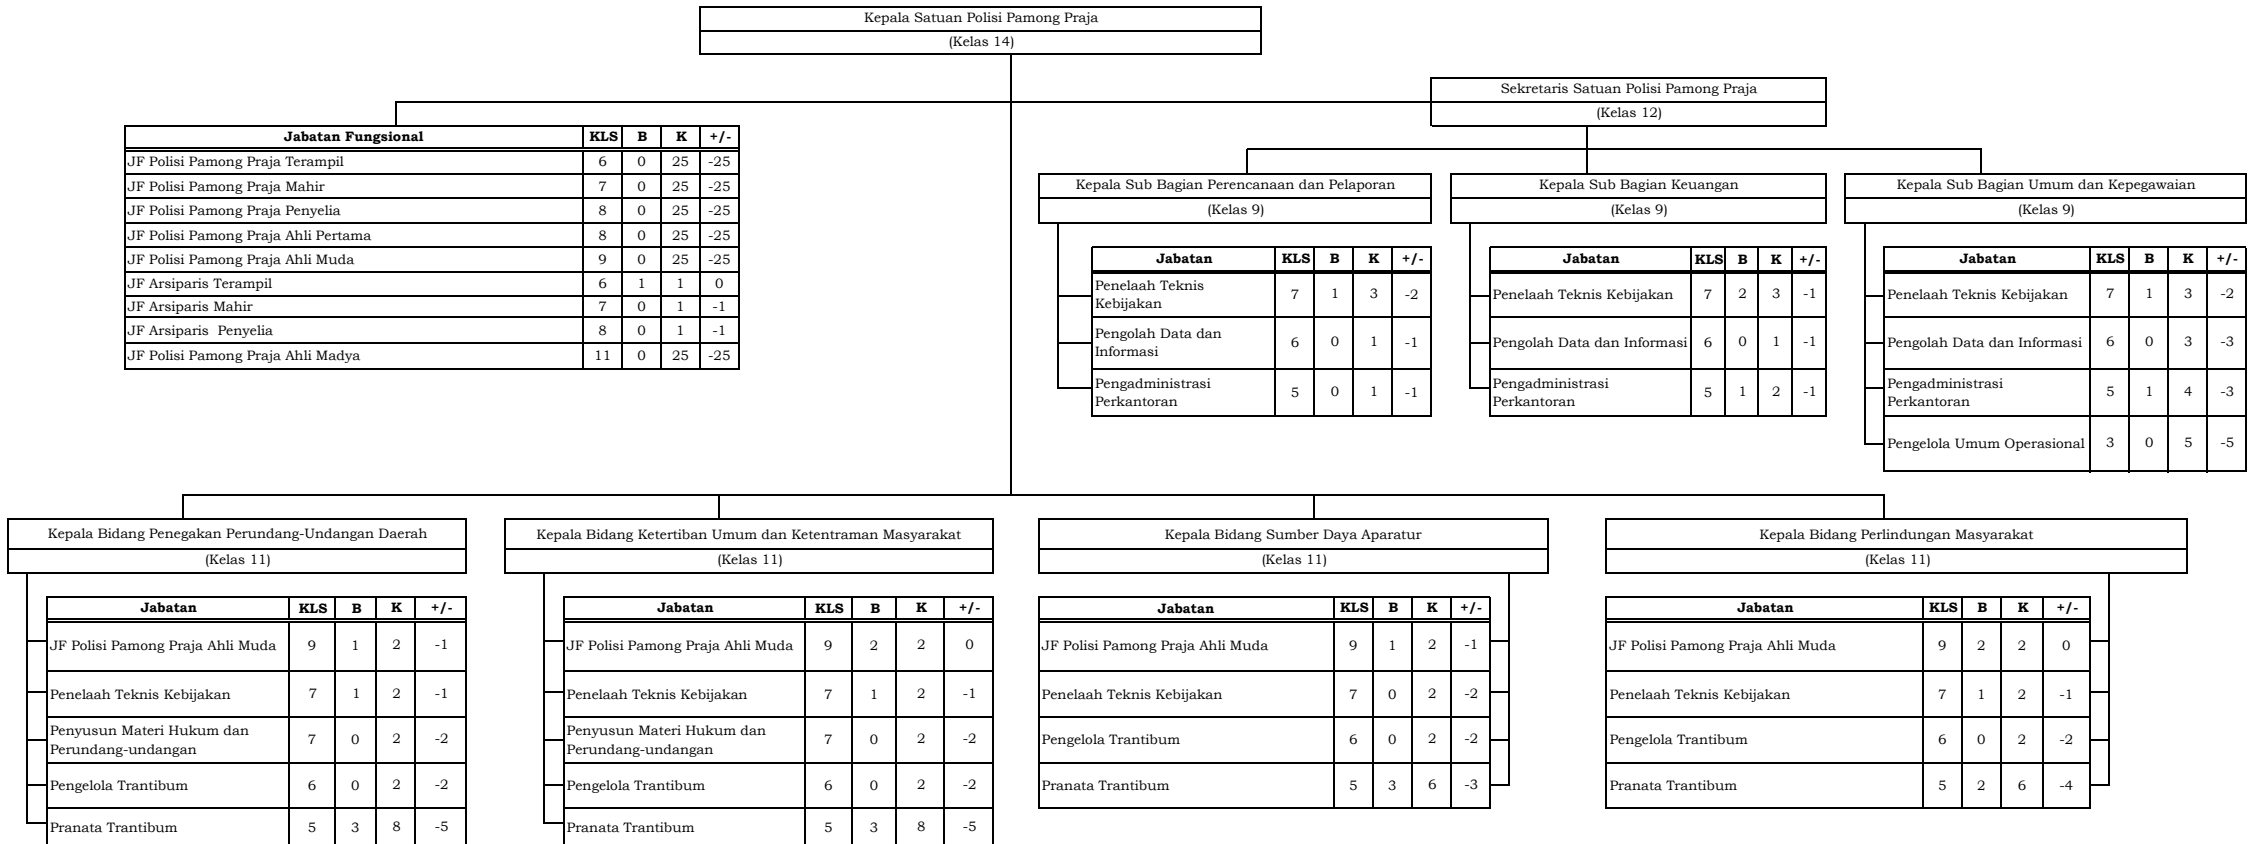 Kepala Satuan Polisi Pamong Praja
(Kelas 14)
Sekretaris Satuan Polisi Pamong Praja
(Kelas 12)
Jabatan Fungsional KLS B K +/-
JF Polisi Pamong Praja Terampil 6 0 25 -25
JF Polisi Pamong Praja Mahir 7 0 25 -25
JF Polisi Pamong Praja Penyelia 8 0 25 -25
JF Polisi Pamong Praja Ahli Pertama 8 0 25 -25
JF Polisi Pamong Praja Ahli Muda 9 0 25 -25
JF Arsiparis Terampil 6 1 1 0
JF Arsiparis Mahir 7 0 1 -1
JF Arsiparis  Penyelia 8 0 1 -1
JF Polisi Pamong Praja Ahli Madya 11 0 25 -25
Kepala Sub Bagian Perencanaan dan Pelaporan
(Kelas 9)
Jabatan KLS B K +/-
Penelaah Teknis
Kebijakan 7 1 3 -2
Pengolah Data dan
Informasi 6 0 1 -1
Pengadministrasi
Perkantoran 5 0 1 -1
Kepala Sub Bagian Keuangan
(Kelas 9)
Jabatan KLS B K +/-
Penelaah Teknis Kebijakan 7 2 3 -1
Pengolah Data dan Informasi 6 0 1 -1
Pengadministrasi
Perkantoran 5 1 2 -1
Kepala Sub Bagian Umum dan Kepegawaian
(Kelas 9)
Jabatan KLS B K +/-
Penelaah Teknis Kebijakan 7 1 3 -2
Pengolah Data dan Informasi 6 0 3 -3
Pengadministrasi
Perkantoran 5 1 4 -3
Pengelola Umum Operasional 3 0 5 -5
Kepala Bidang Penegakan Perundang-Undangan Daerah
(Kelas 11)
Jabatan KLS B K +/-
JF Polisi Pamong Praja Ahli Muda 9 1 2 -1
Penelaah Teknis Kebijakan 7 1 2 -1
Penyusun Materi Hukum dan
Perundang-undangan 7 0 2 -2
Pengelola Trantibum 6 0 2 -2
Pranata Trantibum 5 3 8 -5
Kepala Bidang Ketertiban Umum dan Ketentraman Masyarakat
(Kelas 11)
Jabatan KLS B K +/-
JF Polisi Pamong Praja Ahli Muda 9 2 2 0
Penelaah Teknis Kebijakan 7 1 2 -1
Penyusun Materi Hukum dan
Perundang-undangan 7 0 2 -2
Pengelola Trantibum 6 0 2 -2
Pranata Trantibum 5 3 8 -5
Kepala Bidang Sumber Daya Aparatur
(Kelas 11)
Jabatan KLS B K +/-
JF Polisi Pamong Praja Ahli Muda 9 1 2 -1
Penelaah Teknis Kebijakan 7 0 2 -2
Pengelola Trantibum 6 0 2 -2
Pranata Trantibum 5 3 6 -3
Kepala Bidang Perlindungan Masyarakat
(Kelas 11)
Jabatan KLS B K +/-
JF Polisi Pamong Praja Ahli Muda 9 2 2 0
Penelaah Teknis Kebijakan 7 1 2 -1
Pengelola Trantibum 6 0 2 -2
Pranata Trantibum 5 2 6 -4